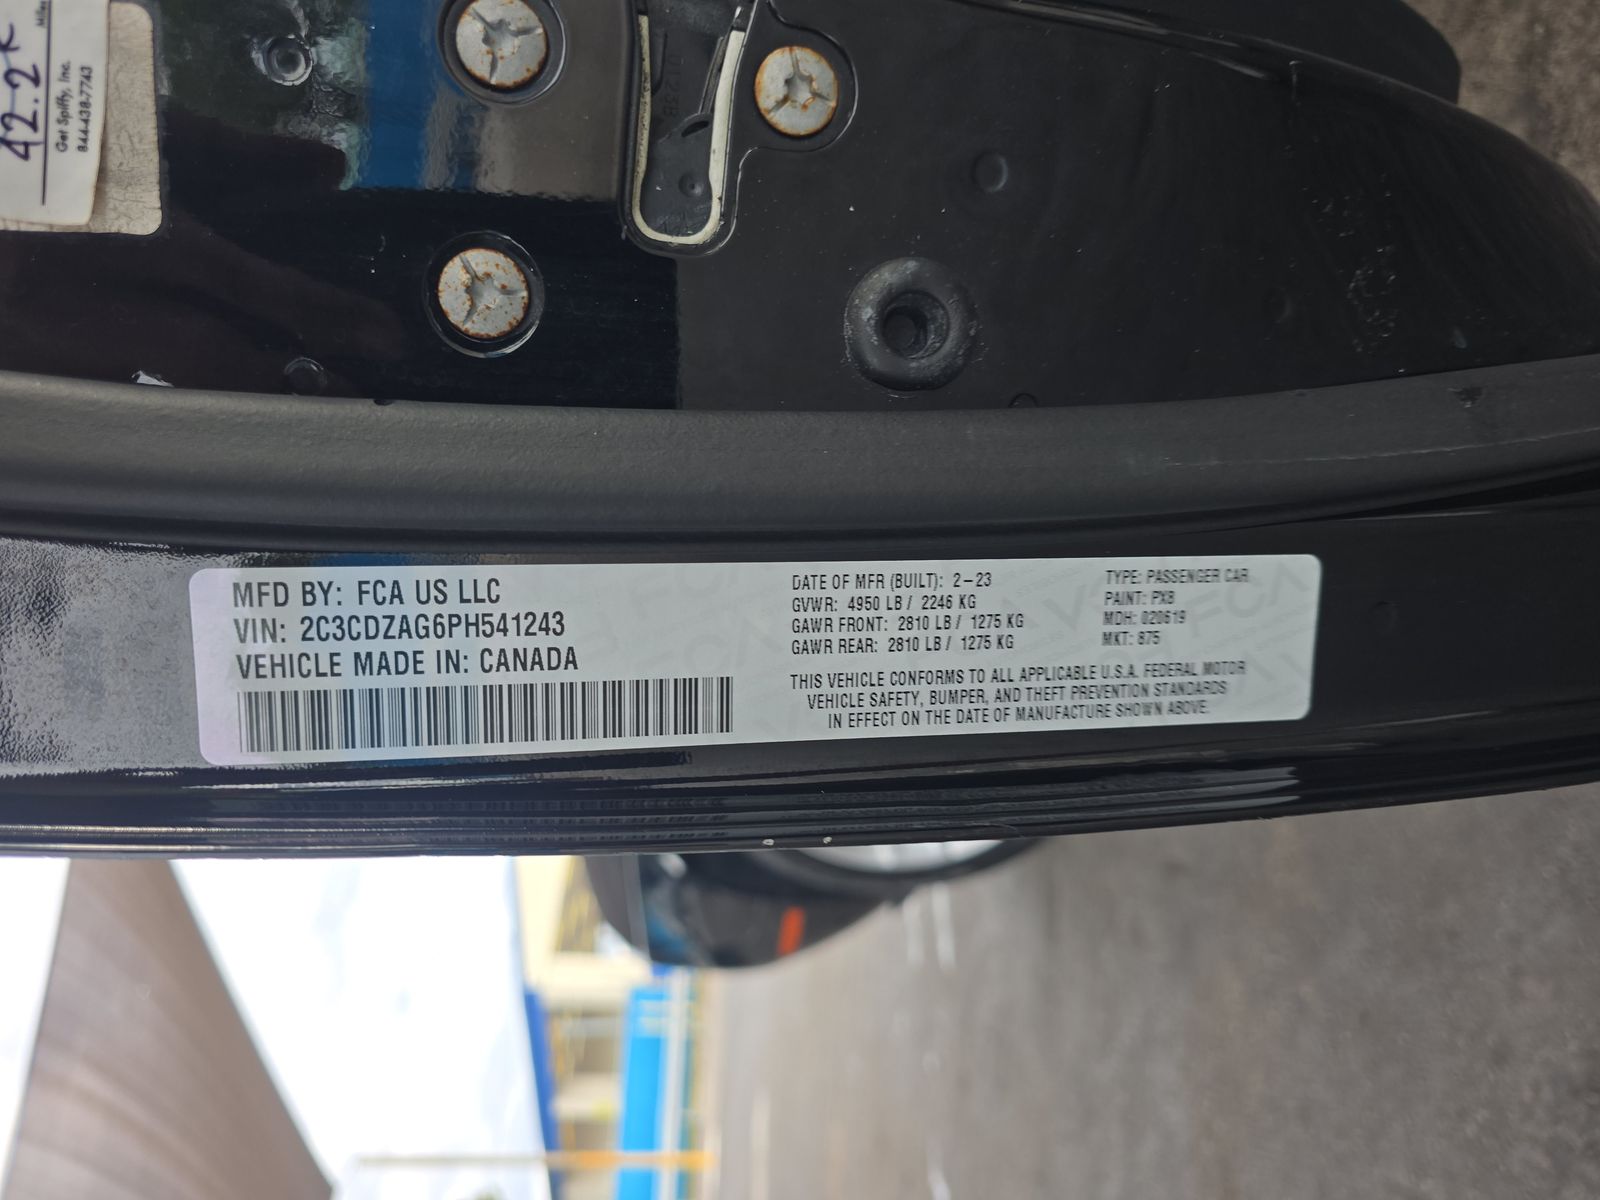 42.2K
Miles
Get Spiffy, Inc.
844-438-7743
MFD BY: FCA US LLC
VIN: 2C3CDZAG6PH541243
VEHICLE MADE IN: CANADA
DATE OF MFR (BUILT): 2-23
GVWR: 4950 LB / 2246 KG
GAWR FRONT: 2810 LB / 1275 KG
GAWR REAR: 2810 LB / 1275 KG
TYPE: PASSENGER CAR
PAINT: PX8
MDH: 020619
MKT: 875
THIS VEHICLE CONFORMS TO ALL APPLICABLE U.S.A. FEDERAL MOTOR
VEHICLE SAFETY, BUMPER, AND THEFT PREVENTION STANDARDS
IN EFFECT ON THE DATE OF MANUFACTURE SHOWN ABOVE.